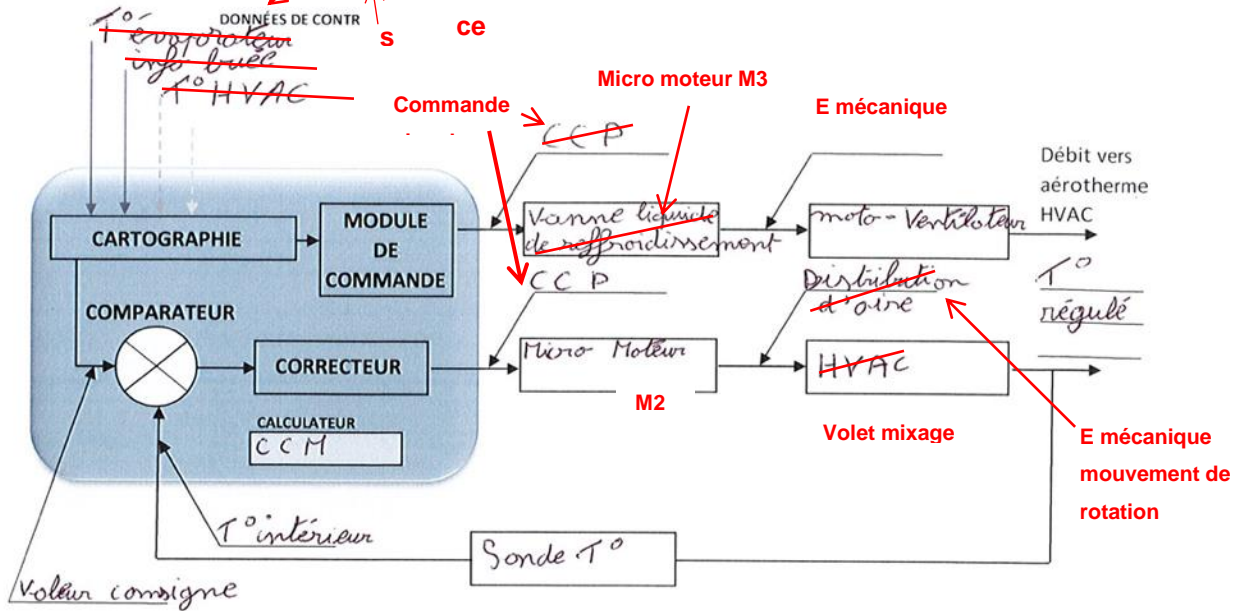 DONNÉES DE CONTR
s
ce
T° évaporateur
info buée
T° HVAC
Micro moteur M3
Commande
E mécanique
CCP
Débit vers
aérotherme
HVAC
CARTOGRAPHIE
MODULE
DE
COMMANDE
Vanne liquide
de reffroidissement
moto-Ventilateur
CCP
Distribution
d'aire
T°
régulé
COMPARATEUR
CORRECTEUR
Micro Moteur
HVAC
M2
CALCULATEUR
CCM
Volet mixage
E mécanique
mouvement de
rotation
T° intérieur
Sonde T°
Valeur consigne